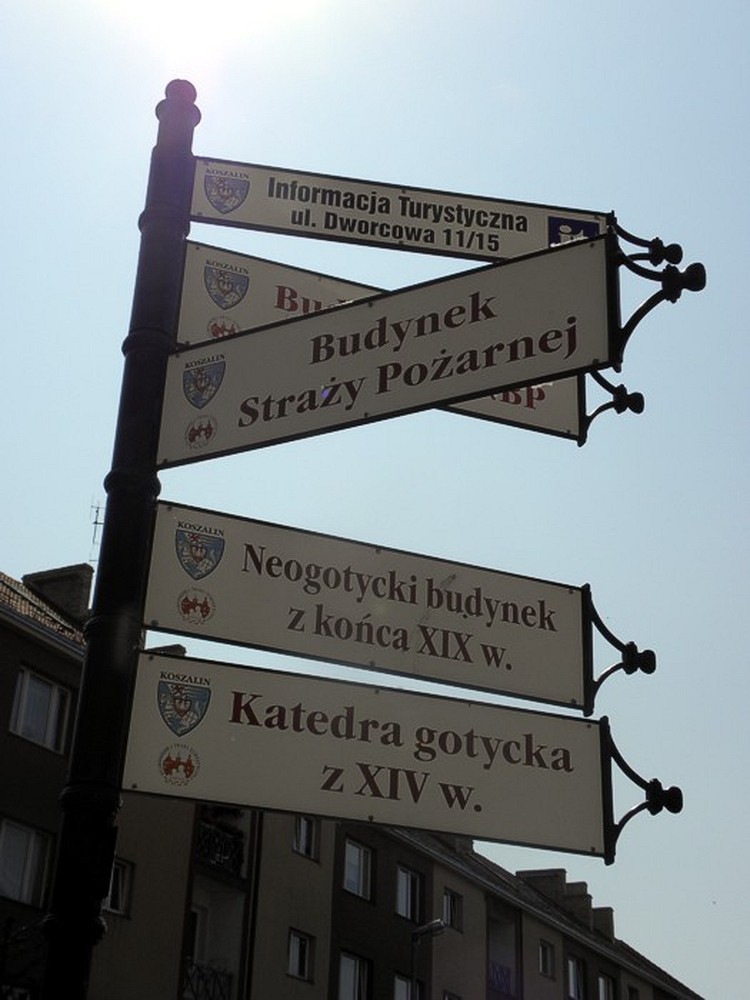 KOSZALIN
Informacja Turystyczna
ul. Dworcowa 11/15
it
KOSZALIN
KOSZALIN
Budynek
Straży Pożarnej
KOSZALIN
Neogotycki budynek
z końca XIX w.
KOSZALIN
Katedra gotycka
z XIV w.